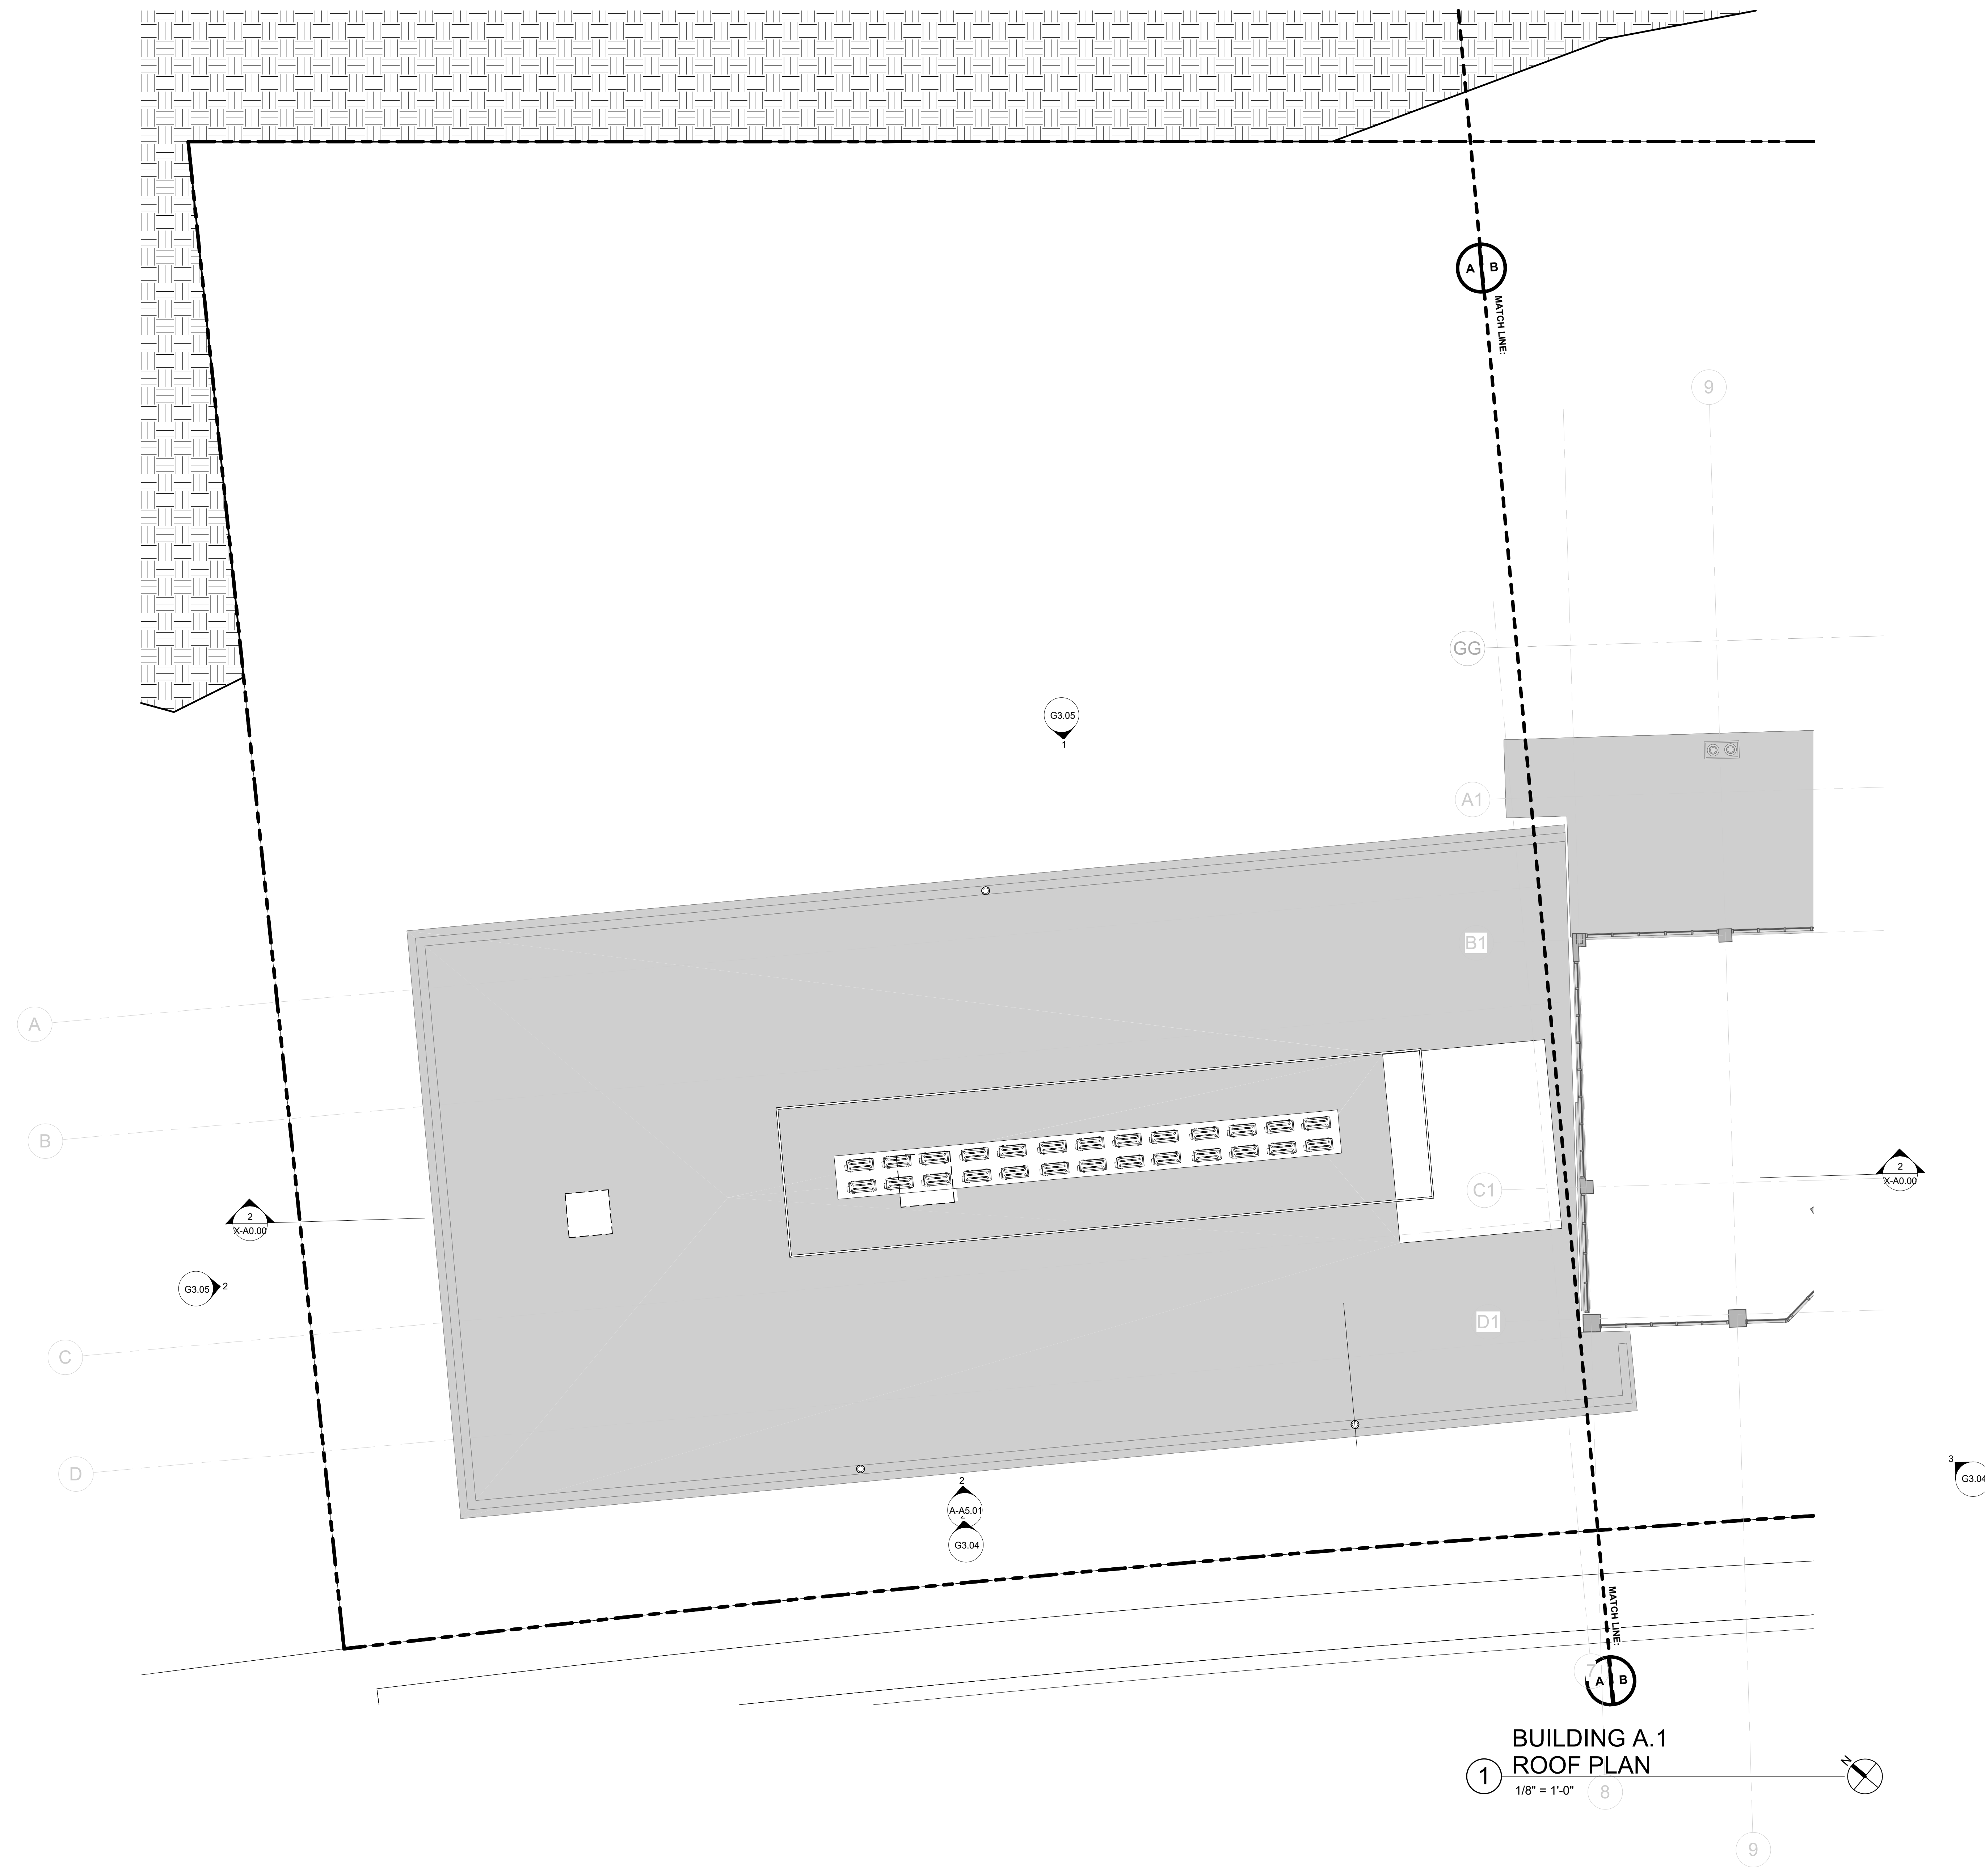 A B
MATCH LINE:
9
GG
G3.05
1
A1
B1
A
B
C1
2
X-A0.00
2
X-A0.00
G3.05
2
D1
C
D
2
A-A5.01
G3.04
3
G3.04
MATCH LINE:
7
A B
BUILDING A.1
ROOF PLAN
1
1/8" = 1'-0"
N
8
9